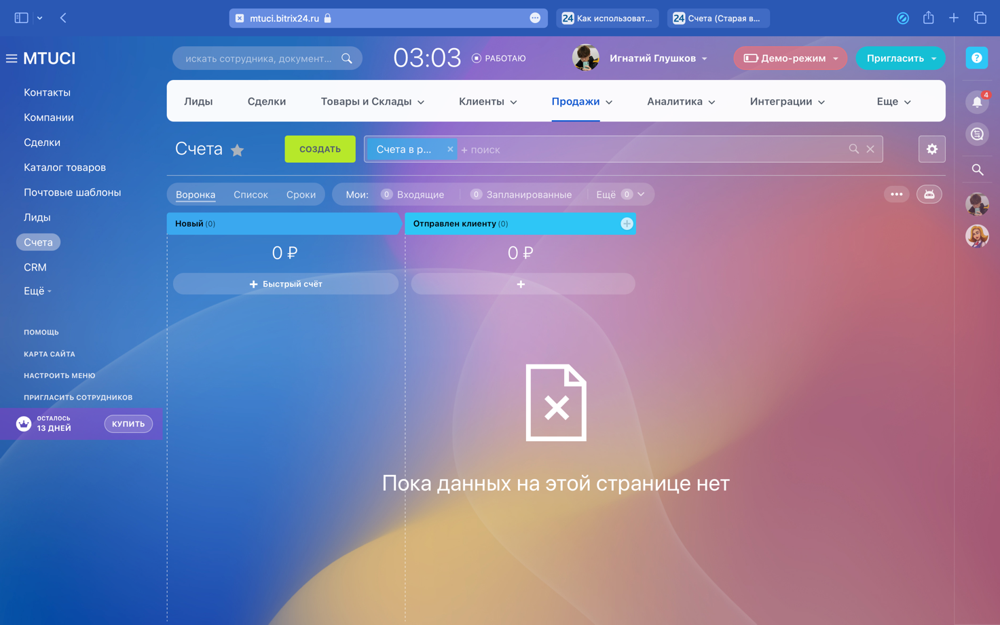 mtuci.bitrix24.ru
24 Как использоват...
24 Счета (Старая в...
MTUCI
искать сотрудника, документ...
03:03
РАБОТАЮ
Игнатий Глушков
Демо-режим
Пригласить
?
4
Контакты
Компании
Сделки
Каталог товаров
Почтовые шаблоны
Лиды
Счета
CRM
Ещё
ПОМОЩЬ
КАРТА САЙТА
НАСТРОИТЬ МЕНЮ
ПРИГЛАСИТЬ СОТРУДНИКОВ
ОСТАЛОСЬ
13 ДНЕЙ
КУПИТЬ
Лиды
Сделки
Товары и Склады
Клиенты
Продажи
Аналитика
Интеграции
Еще
Счета
СОЗДАТЬ
Счета в р... ×
+ поиск
Воронка
Список
Сроки
Мои:
0 Входящие
0 Запланированные
Ещё 0
Новый (0)
Отправлен клиенту (0)
0 ₽
0 ₽
+ Быстрый счёт
+
Пока данных на этой странице нет